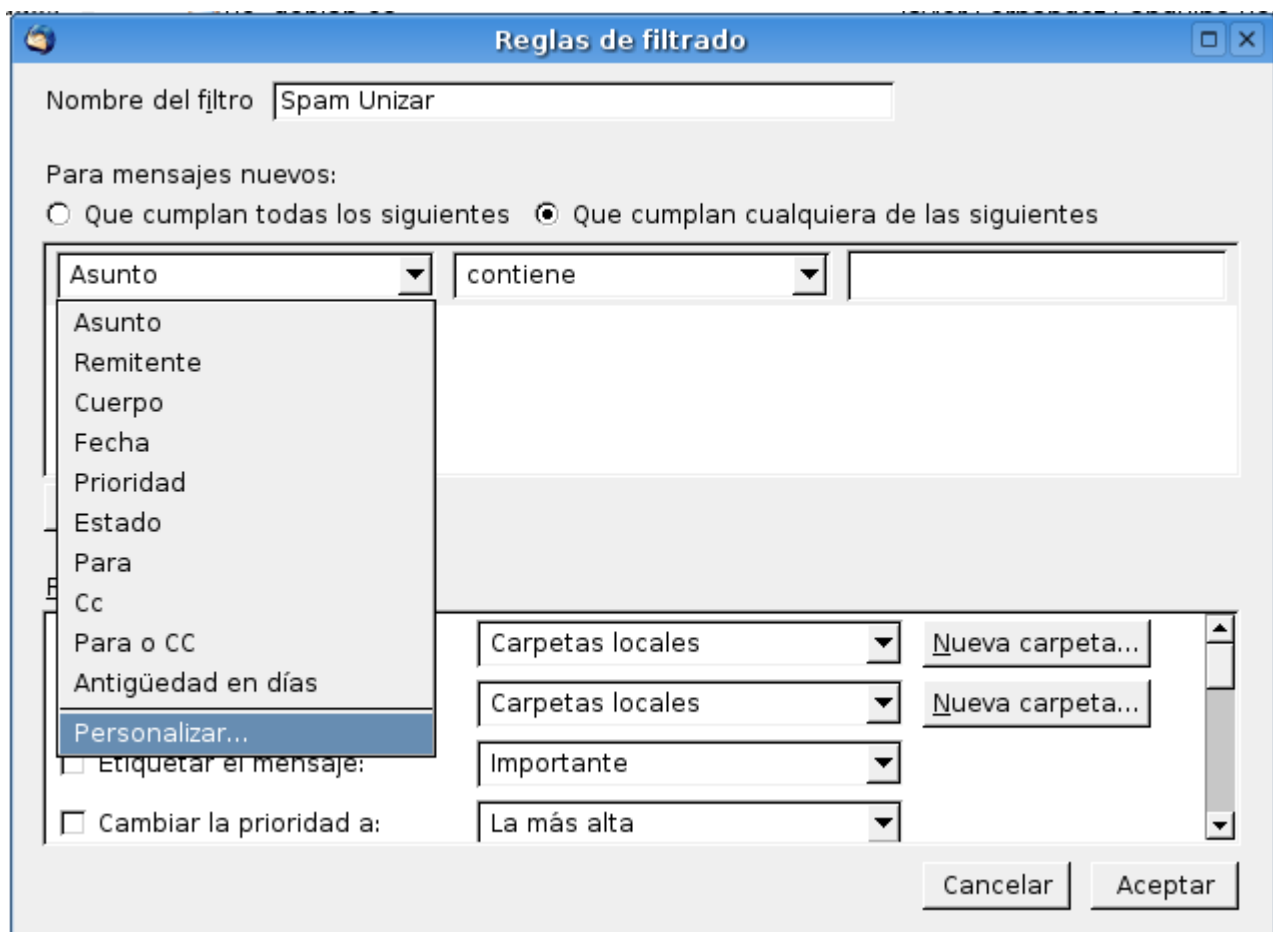 Reglas de filtrado
Nombre del filtro Spam Unizar
Para mensajes nuevos:
Que cumplan todas los siguientes Que cumplan cualquiera de las siguientes
Asunto contiene
Asunto
Remitente
Cuerpo
Fecha
Prioridad
Estado
Para
Cc
Para o CC Carpetas locales Nueva carpeta...
Antigüedad en días
Carpetas locales Nueva carpeta...
Personalizar...
Etiquetar el mensaje: Importante
Cambiar la prioridad a: La más alta
Cancelar Aceptar